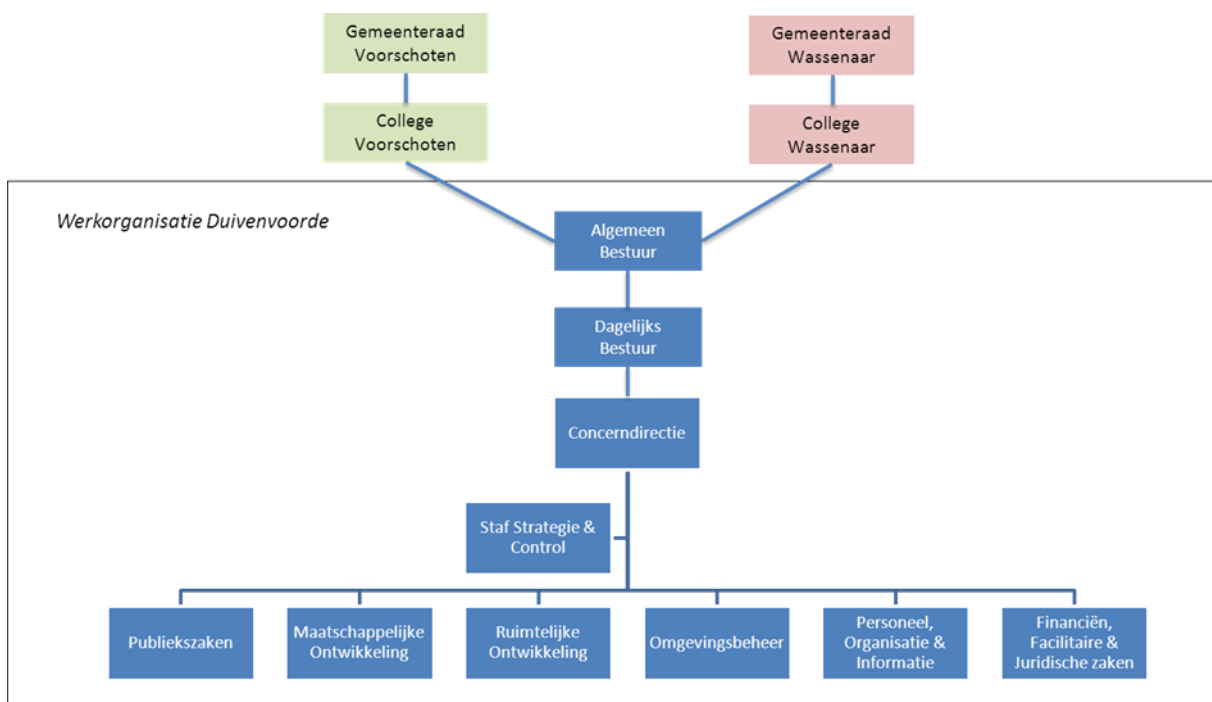 Gemeenteraad
Voorschoten
Gemeenteraad
Wassenaar
College
Voorschoten
College
Wassenaar
Werkorganisatie Duivenvoorde
Algemeen
Bestuur
Dagelijks
Bestuur
Concerndirectie
Staf Strategie &
Control
Publiekszaken
Maatschappelijke
Ontwikkeling
Ruimtelijke
Ontwikkeling
Omgevingsbeheer
Personeel,
Organisatie &
Informatie
Financiën,
Facilitaire &
Juridische zaken